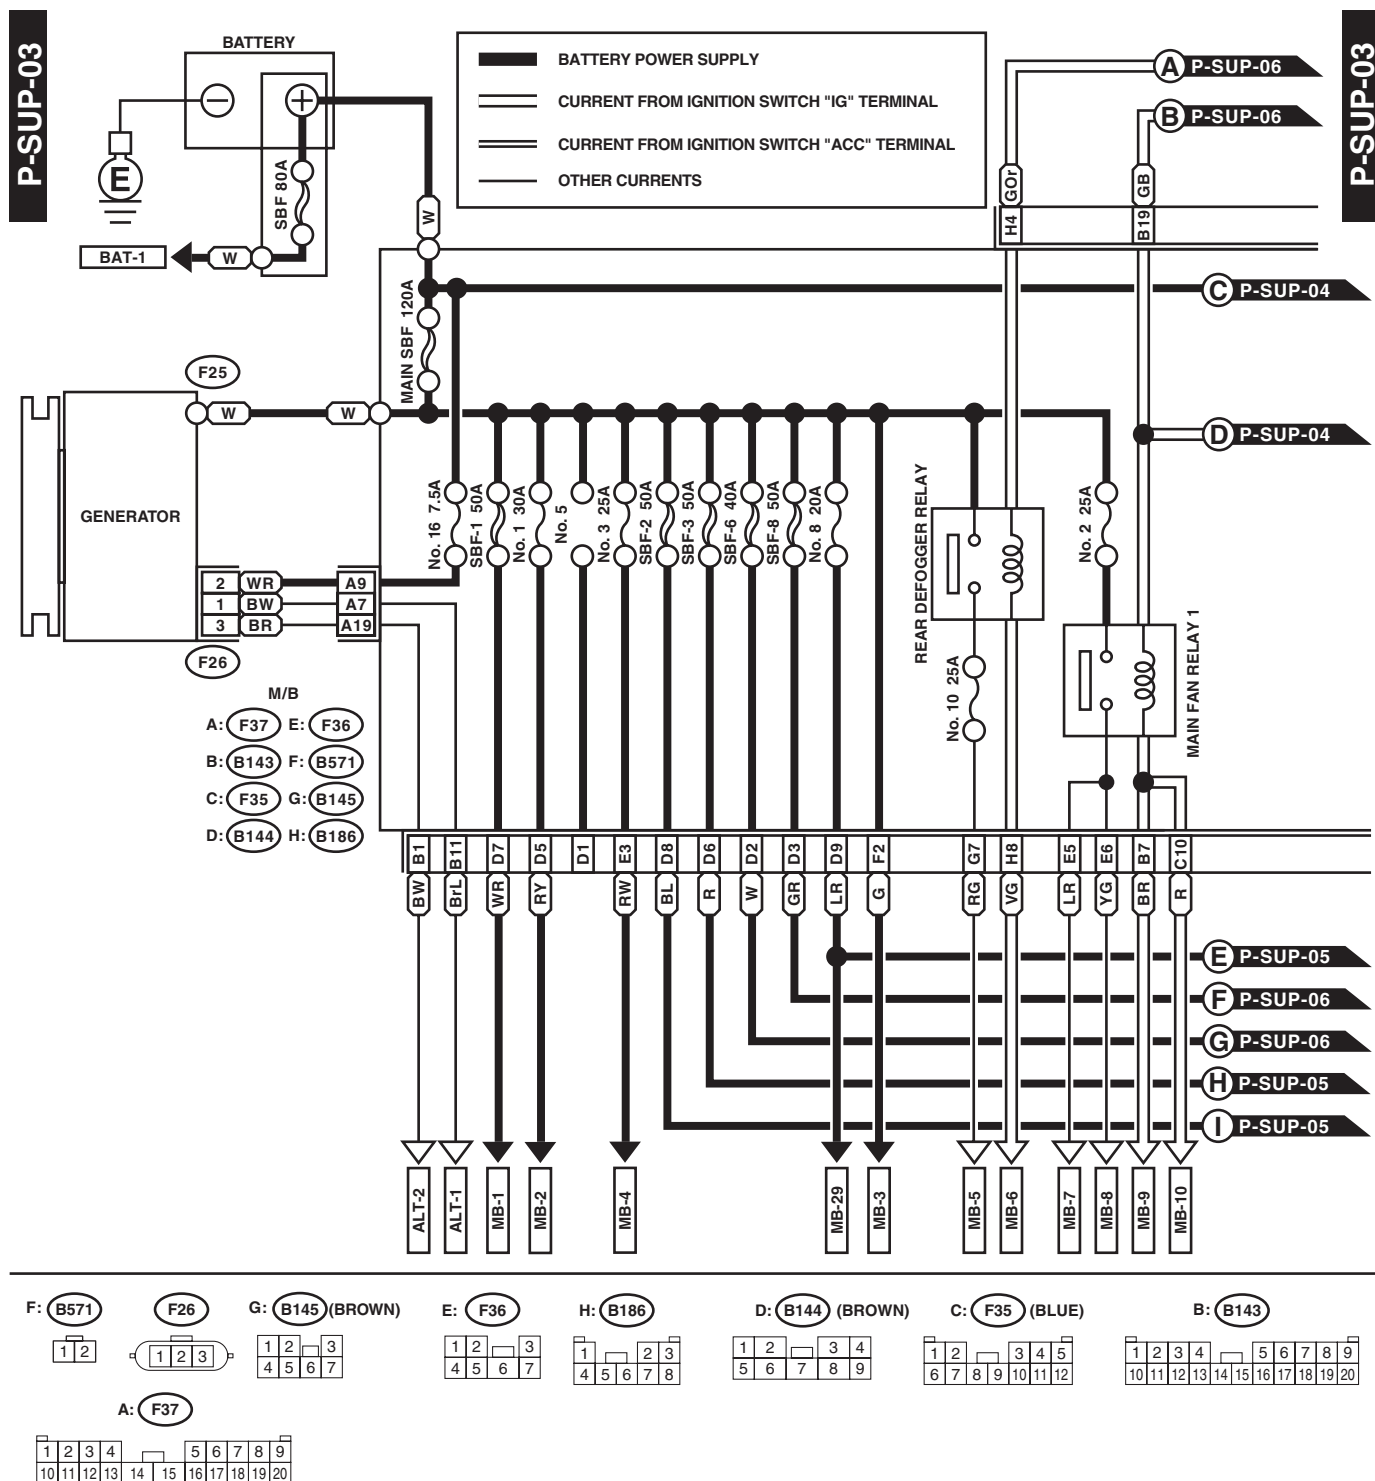 P-SUP-03
P-SUP-03
BATTERY
BATTERY POWER SUPPLY
CURRENT FROM IGNITION SWITCH "IG" TERMINAL
CURRENT FROM IGNITION SWITCH "ACC" TERMINAL
OTHER CURRENTS
A P-SUP-06
B P-SUP-06
E
SBF 80A
BAT-1
W
W
GOr
GB
H4
B19
C P-SUP-04
MAIN SBF 120A
F25
W
W
D P-SUP-04
GENERATOR
No. 16 7.5A
SBF-1 50A
No. 1 30A
No. 5
No. 3 25A
SBF-2 50A
SBF-3 50A
SBF-6 40A
SBF-8 50A
No. 8 20A
REAR DEFOGGER RELAY
No. 2 25A
2 WR A9
1 BW A7
3 BR A19
F26
No. 10 25A
MAIN FAN RELAY 1
M/B
A: F37 E: F36
B: B143 F: B571
C: F35 G: B145
D: B144 H: B186
B1 B11 D7 D5 D1 E3 D8 D6 D2 D3 D9 F2 G7 H8 E5 E6 B7 C10
BW BrL WR RY RW BL R W GR LR G RG VG LR YG BR R
E P-SUP-05
F P-SUP-06
G P-SUP-06
H P-SUP-05
I P-SUP-05
ALT-2 ALT-1 MB-1 MB-2 MB-4 MB-29 MB-3 MB-5 MB-6 MB-7 MB-8 MB-9 MB-10
F: B571 F26 G: B145 (BROWN) E: F36 H: B186 D: B144 (BROWN) C: F35 (BLUE) B: B143
1 2
1 2 3
1 2 3
4 5 6 7
1 2 3
4 5 6 7
1 2 3
4 5 6 7 8
1 2 3 4
5 6 7 8 9
1 2 3 4 5
6 7 8 9 10 11 12
1 2 3 4 5 6 7 8 9
10 11 12 13 14 15 16 17 18 19 20
A: F37
1 2 3 4 5 6 7 8 9
10 11 12 13 14 15 16 17 18 19 20